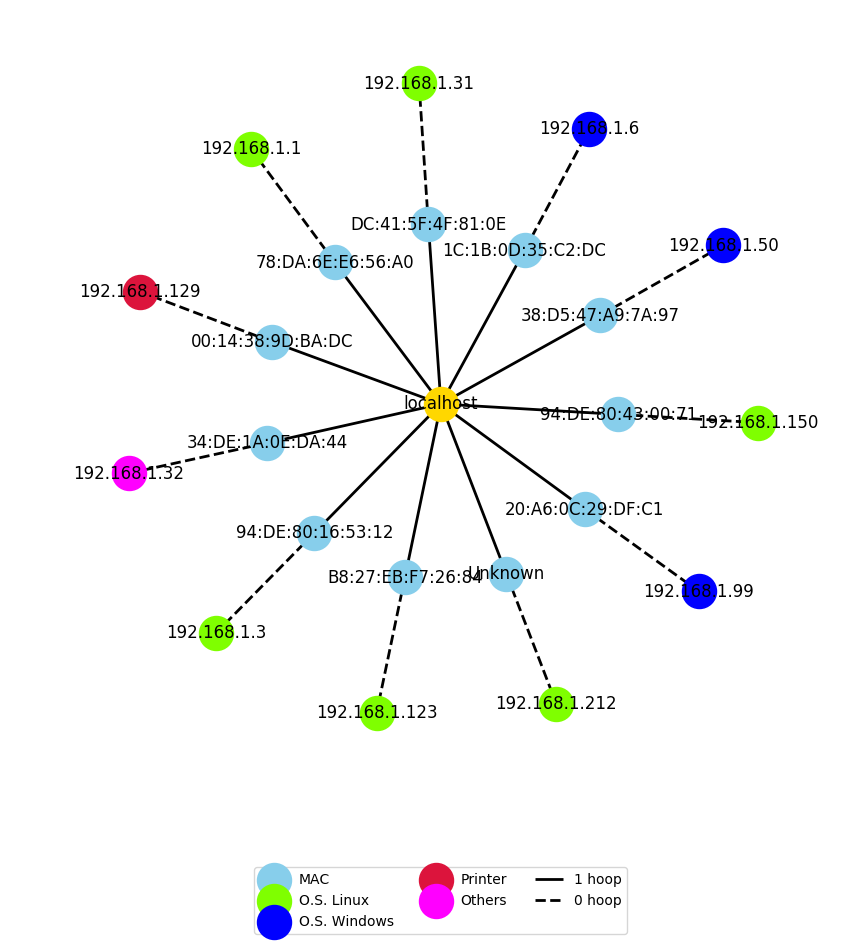 192.168.1.31
192.168.1.6
192.168.1.1
DC:41:5F:4F:81:0E
192.168.1.50
1C:1B:0D:35:C2:DC
78:DA:6E:E6:56:A0
192.168.1.129
38:D5:47:A9:7A:97
00:14:38:9D:BA:DC
localhost
94:DE:80:43:00:71
192.168.1.150
34:DE:1A:0E:DA:44
192.168.1.32
20:A6:0C:29:DF:C1
94:DE:80:16:53:12
Unknown
B8:27:EB:F7:26:84
192.168.1.99
192.168.1.3
192.168.1.212
192.168.1.123
MAC
O.S. Linux
O.S. Windows
Printer
Others
1 hoop
0 hoop